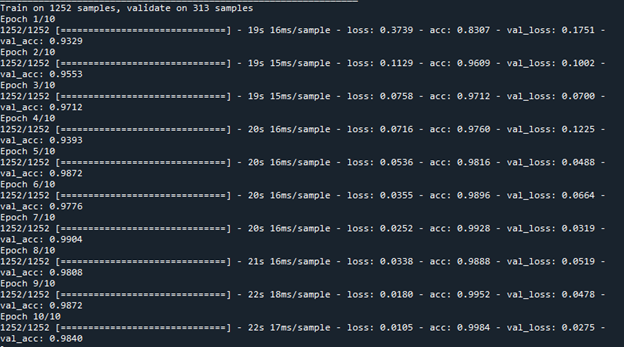 Train on 1252 samples, validate on 313 samples
Epoch 1/10
1252/1252 [==============================] - 19s 16ms/sample - loss: 0.3739 - acc: 0.8307 - val_loss: 0.1751 -
val_acc: 0.9329
Epoch 2/10
1252/1252 [==============================] - 19s 15ms/sample - loss: 0.1129 - acc: 0.9609 - val_loss: 0.1002 -
val_acc: 0.9553
Epoch 3/10
1252/1252 [==============================] - 19s 15ms/sample - loss: 0.0758 - acc: 0.9712 - val_loss: 0.0700 -
val_acc: 0.9712
Epoch 4/10
1252/1252 [==============================] - 20s 16ms/sample - loss: 0.0716 - acc: 0.9760 - val_loss: 0.1225 -
val_acc: 0.9393
Epoch 5/10
1252/1252 [==============================] - 20s 16ms/sample - loss: 0.0536 - acc: 0.9816 - val_loss: 0.0488 -
val_acc: 0.9872
Epoch 6/10
1252/1252 [==============================] - 20s 16ms/sample - loss: 0.0355 - acc: 0.9896 - val_loss: 0.0664 -
val_acc: 0.9776
Epoch 7/10
1252/1252 [==============================] - 20s 16ms/sample - loss: 0.0252 - acc: 0.9928 - val_loss: 0.0319 -
val_acc: 0.9904
Epoch 8/10
1252/1252 [==============================] - 21s 16ms/sample - loss: 0.0338 - acc: 0.9888 - val_loss: 0.0519 -
val_acc: 0.9808
Epoch 9/10
1252/1252 [==============================] - 22s 18ms/sample - loss: 0.0180 - acc: 0.9952 - val_loss: 0.0478 -
val_acc: 0.9872
Epoch 10/10
1252/1252 [==============================] - 22s 17ms/sample - loss: 0.0105 - acc: 0.9984 - val_loss: 0.0275 -
val_acc: 0.9840